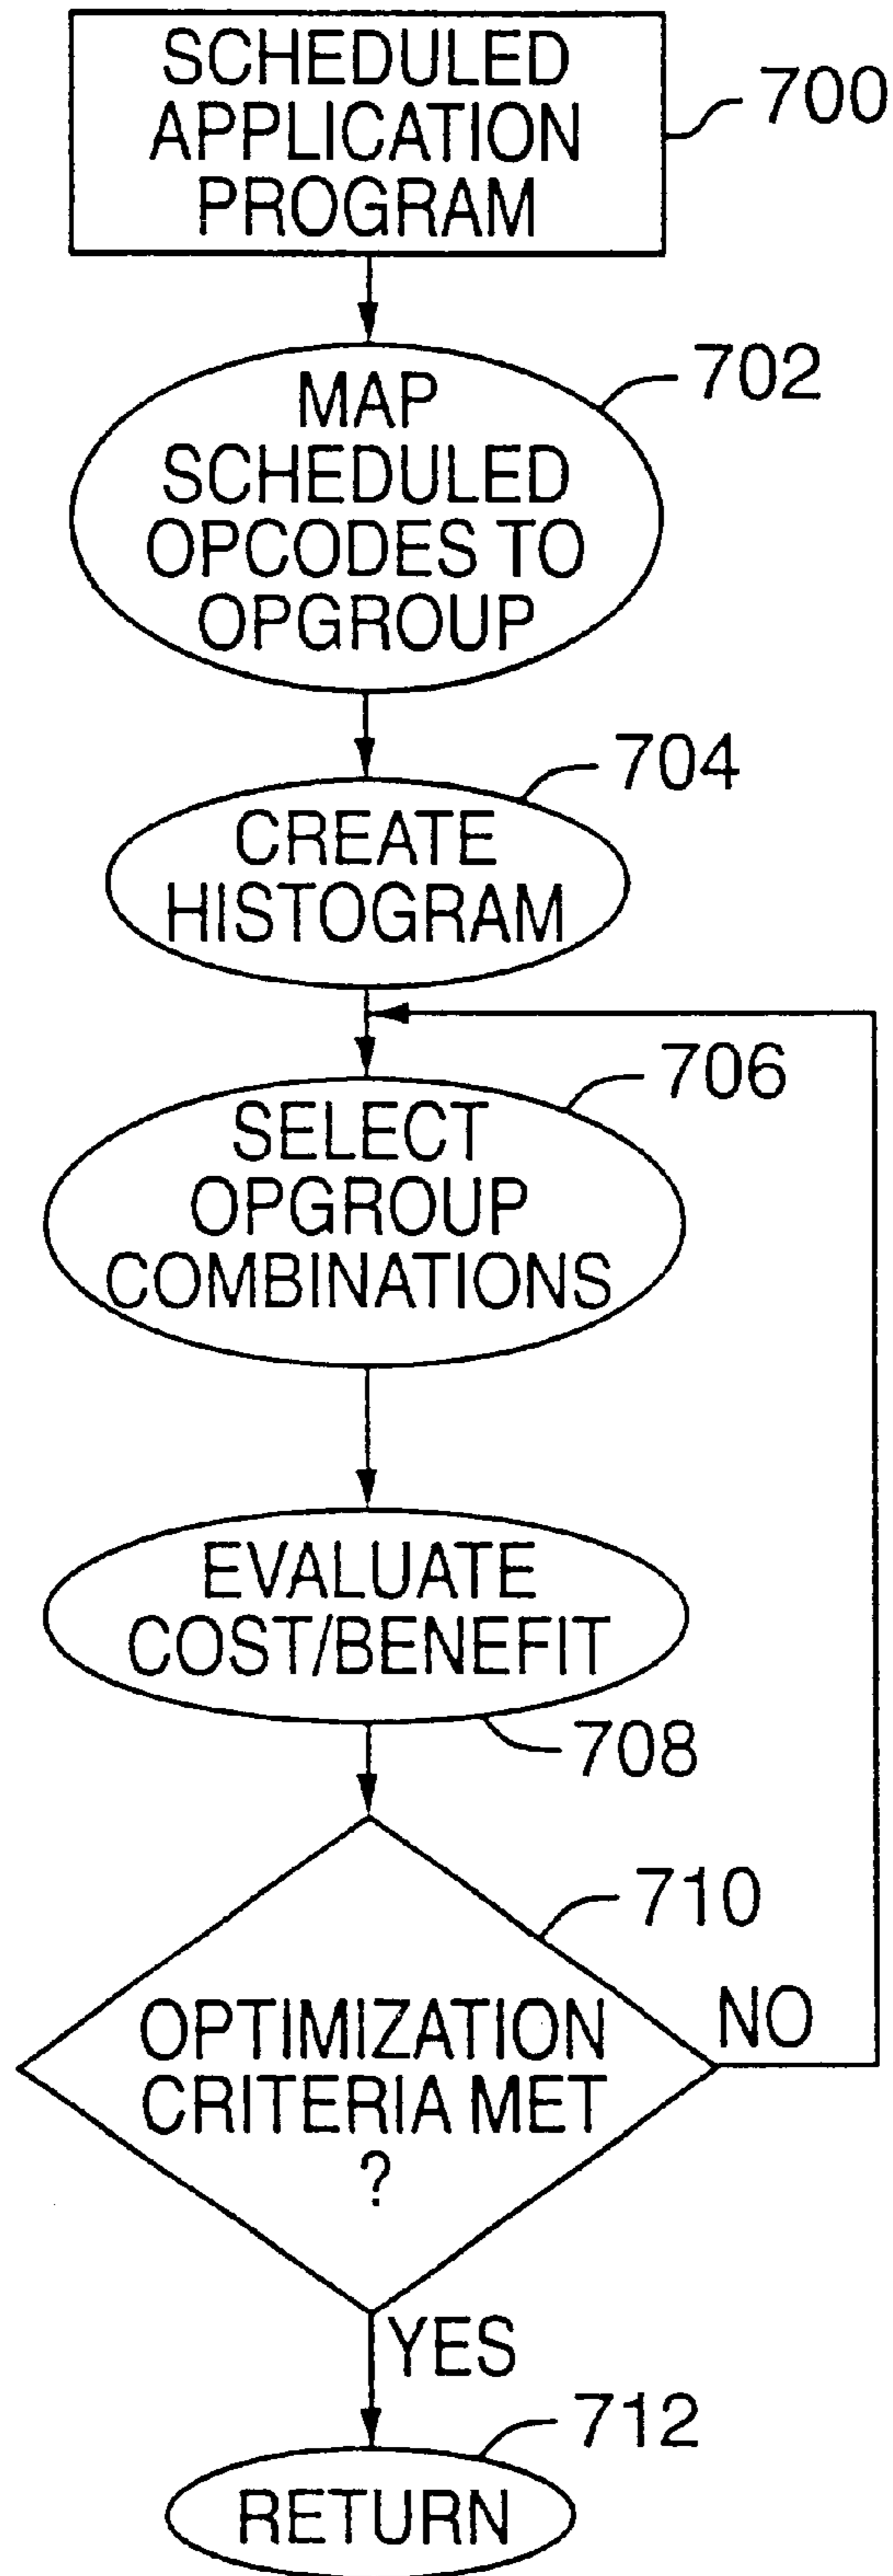 SCHEDULED
APPLICATION
PROGRAM
700
MAP
SCHEDULED
OPCODES TO
OPGROUP
702
CREATE
HISTOGRAM
704
SELECT
OPGROUP
COMBINATIONS
706
EVALUATE
COST/BENEFIT
708
OPTIMIZATION
CRITERIA MET
?
710
NO
YES
RETURN
712